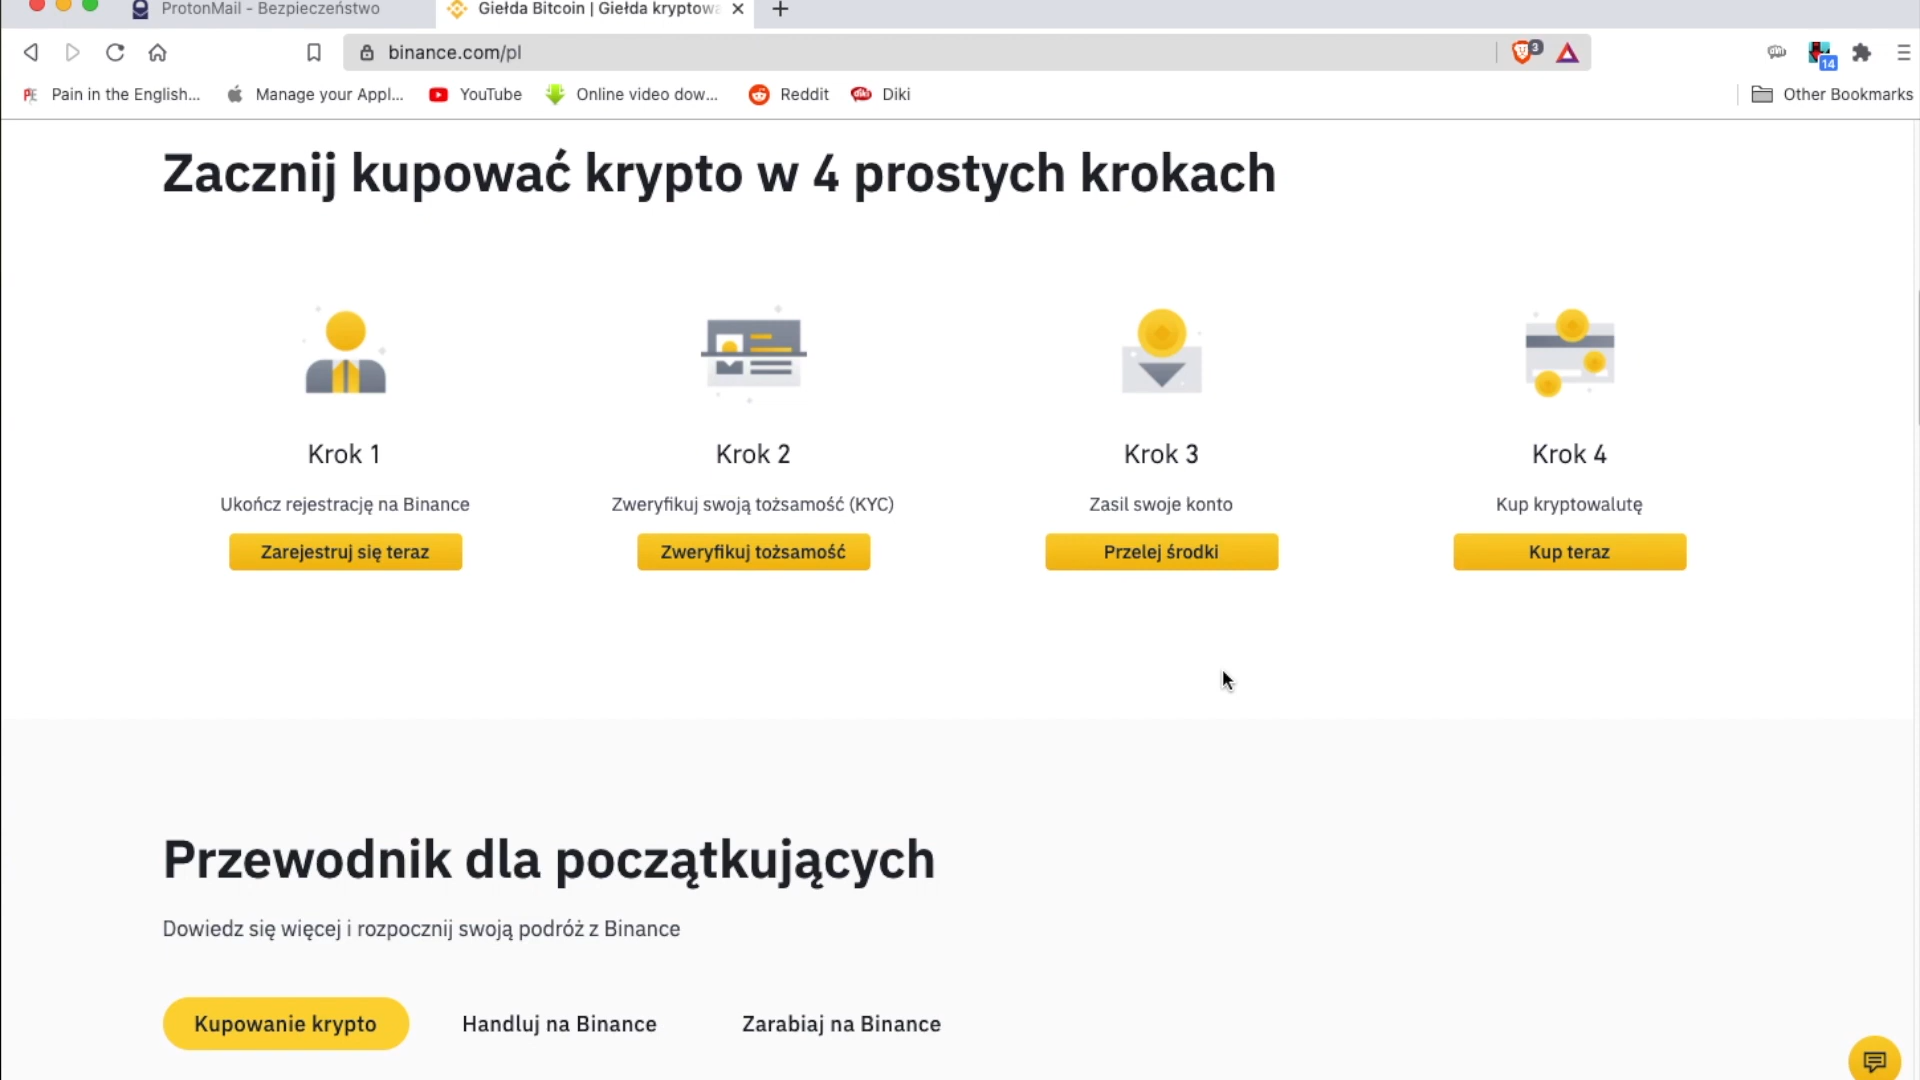 ProtonMail - Bezpieczeństwo
Giełda Bitcoin | Giełda kryptowa
binance.com/pl
3
14
Pain in the English...
Manage your Appl...
YouTube
Online video dow...
Reddit
Diki
Other Bookmarks
Zacznij kupować krypto w 4 prostych krokach
Krok 1
Krok 2
Krok 3
Krok 4
Ukończ rejestrację na Binance
Zweryfikuj swoją tożsamość (KYC)
Zasil swoje konto
Kup kryptowalutę
Zarejestruj się teraz
Zweryfikuj tożsamość
Przelej środki
Kup teraz
Przewodnik dla początkujących
Dowiedz się więcej i rozpocznij swoją podróż z Binance
Kupowanie krypto
Handluj na Binance
Zarabiaj na Binance